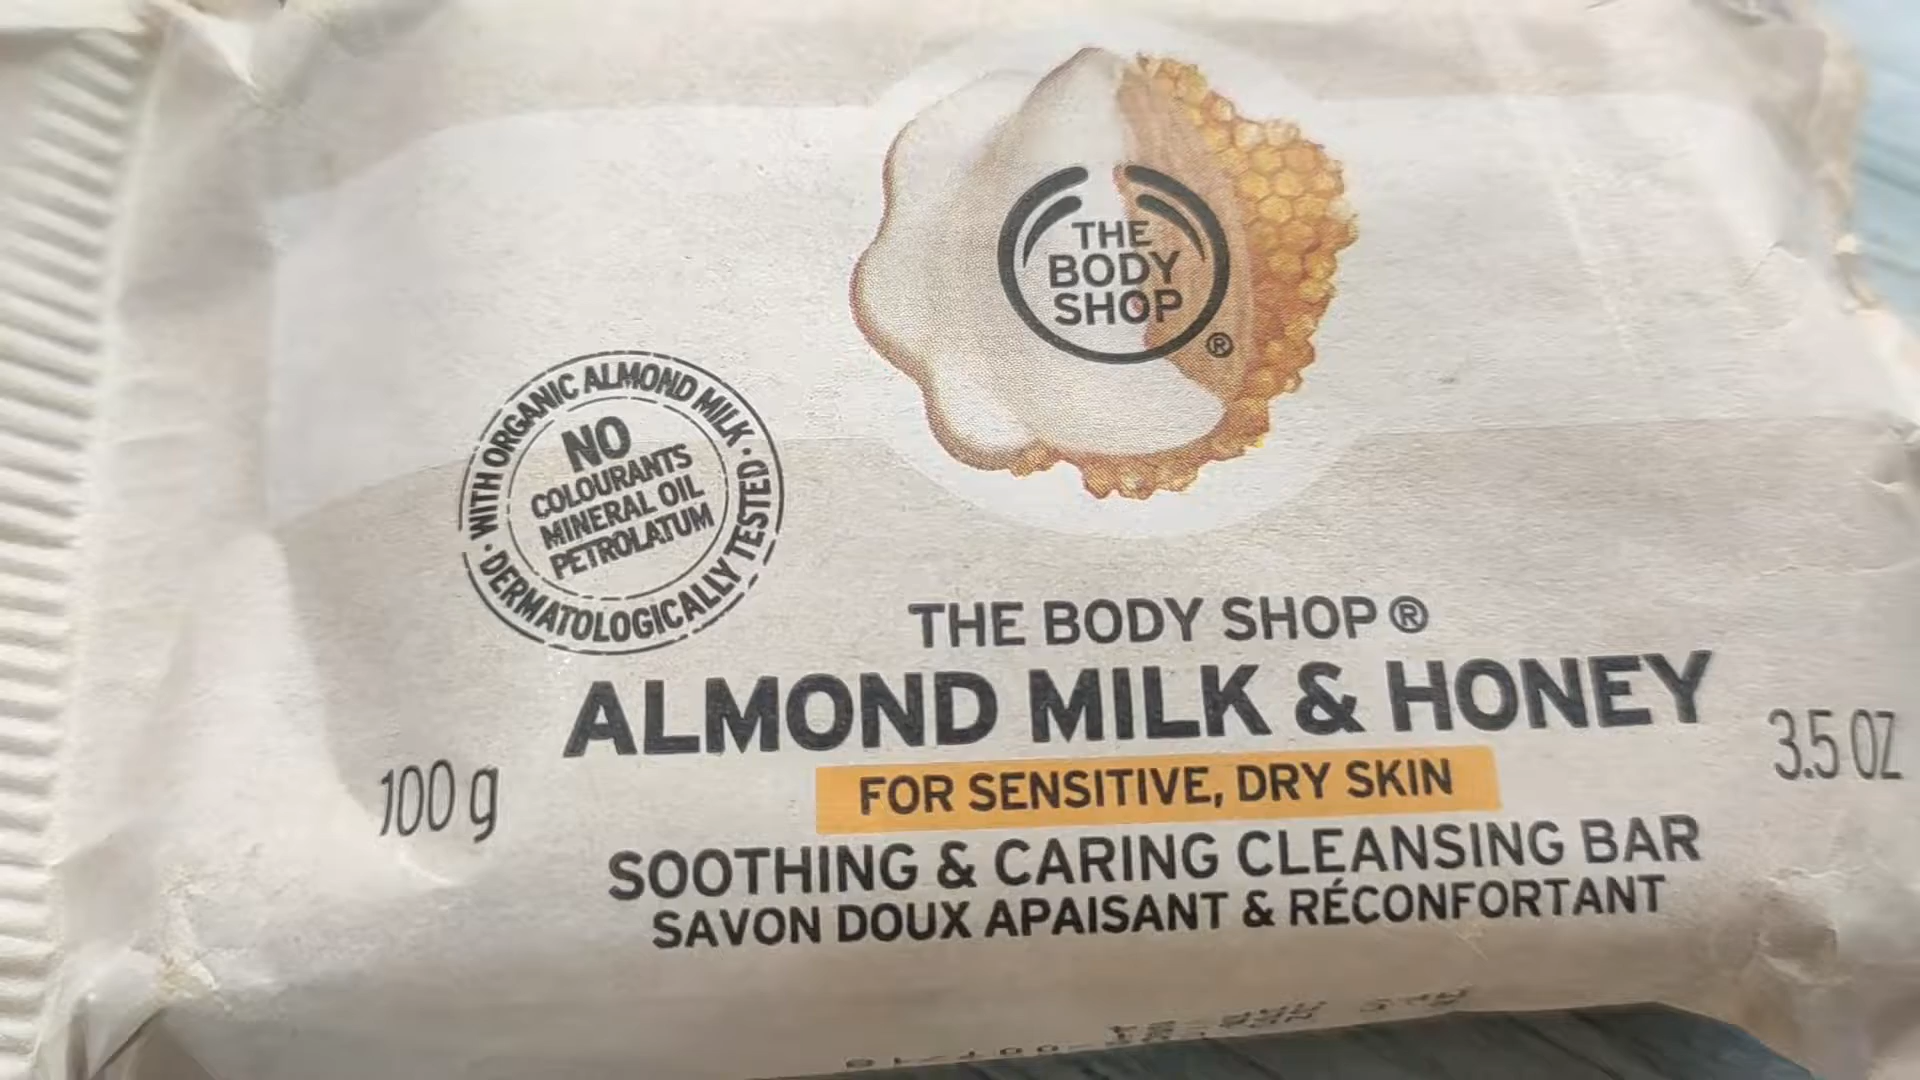 THE
BODY
SHOP
®
WITH ORGANIC ALMOND MILK •
DERMATOLOGICALLY TESTED •
NO
COLOURANTS
MINERAL OIL
PETROLATUM
THE BODY SHOP ®
ALMOND MILK & HONEY
100 g
3.5 OZ
FOR SENSITIVE, DRY SKIN
SOOTHING & CARING CLEANSING BAR
SAVON DOUX APAISANT & RÉCONFORTANT